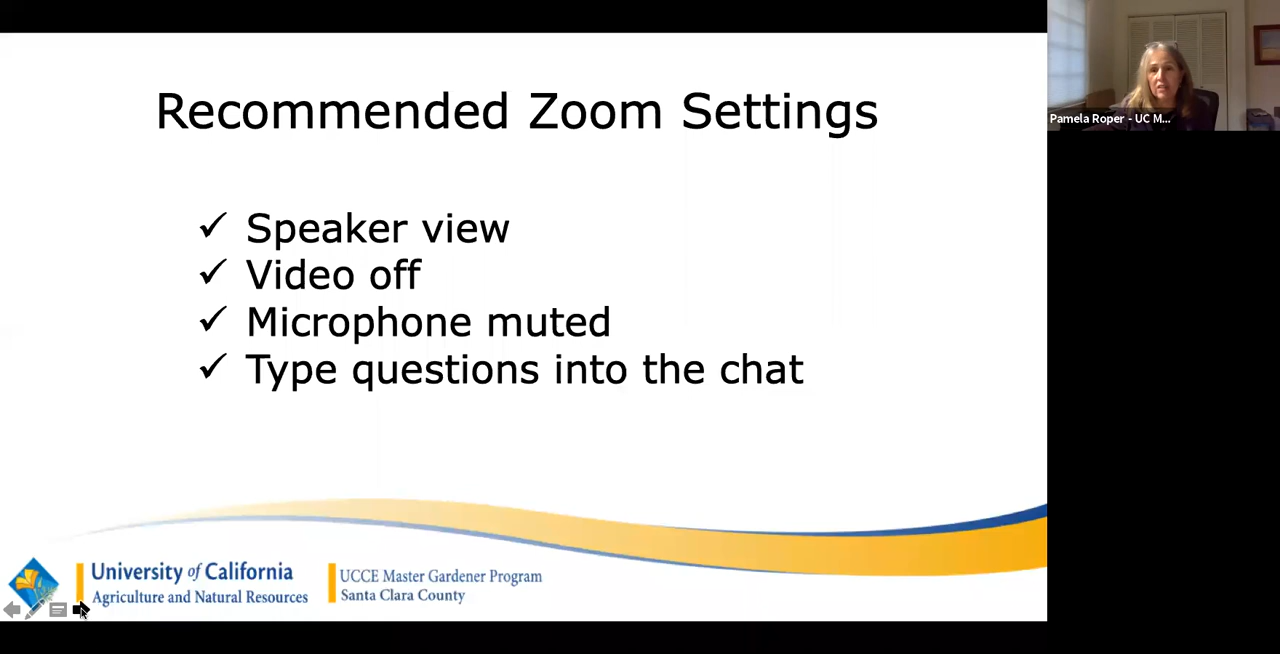 Recommended Zoom Settings
✓ Speaker view
✓ Video off
✓ Microphone muted
✓ Type questions into the chat
University of California
Agriculture and Natural Resources
UCCE Master Gardener Program
Santa Clara County
Pamela Roper - UC M...